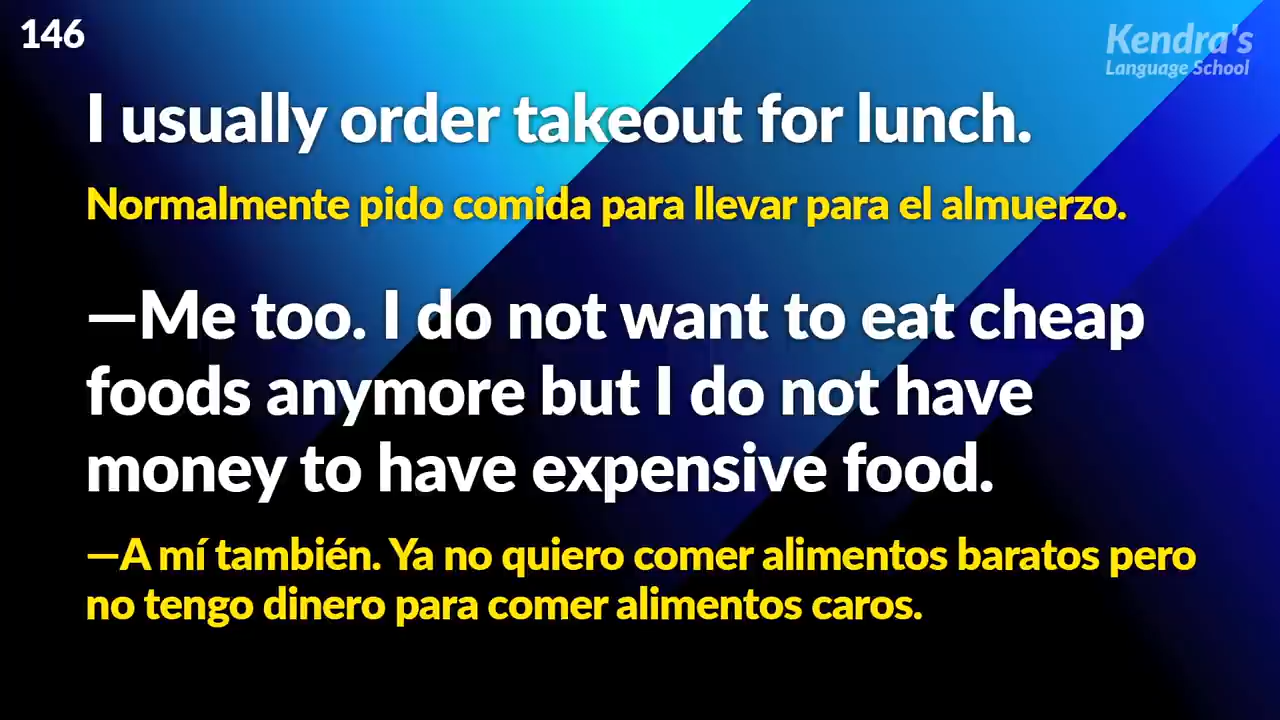 146
Kendra's
Language School
I usually order takeout for lunch.
Normalmente pido comida para llevar para el almuerzo.
—Me too. I do not want to eat cheap
foods anymore but I do not have
money to have expensive food.
—A mí también. Ya no quiero comer alimentos baratos pero
no tengo dinero para comer alimentos caros.